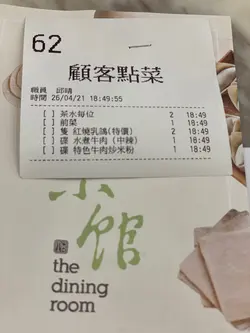 62
顧客點菜
職員 邱晴
時間 26/04/21 18:49:55
[ ] 茶水每位 2 18:49
[ ] 前菜 1 18:49
[ ] 隻 紅燒乳鴿(特價) 2 18:49
[ ] 碟 水煮牛肉 (中辣) 1 18:49
[ ] 碟 特色牛肉炒米粉 1 18:49
館
the
dining
room